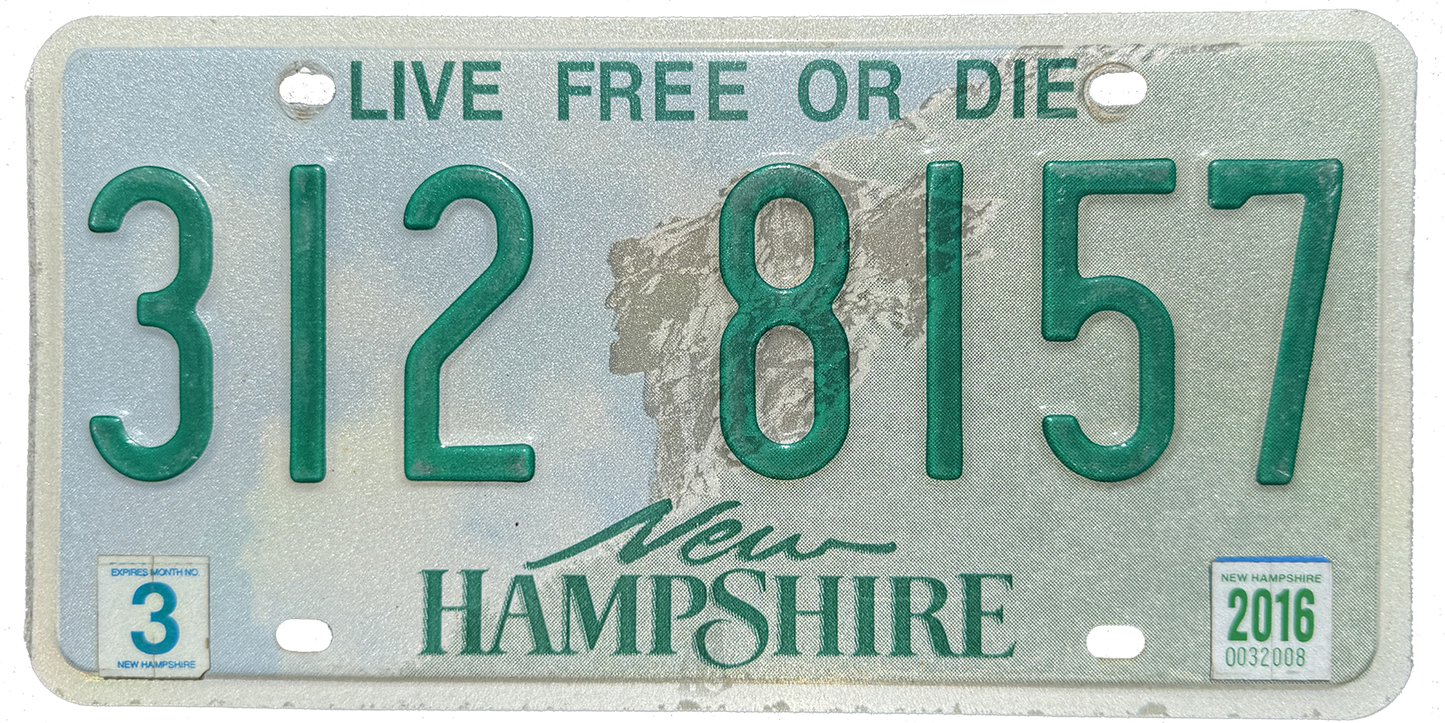 LIVE FREE OR DIE
312 8157
New
HAMPSHIRE
EXPIRES MONTH NO.
3
NEW HAMPSHIRE
NEW HAMPSHIRE
2016
0032008